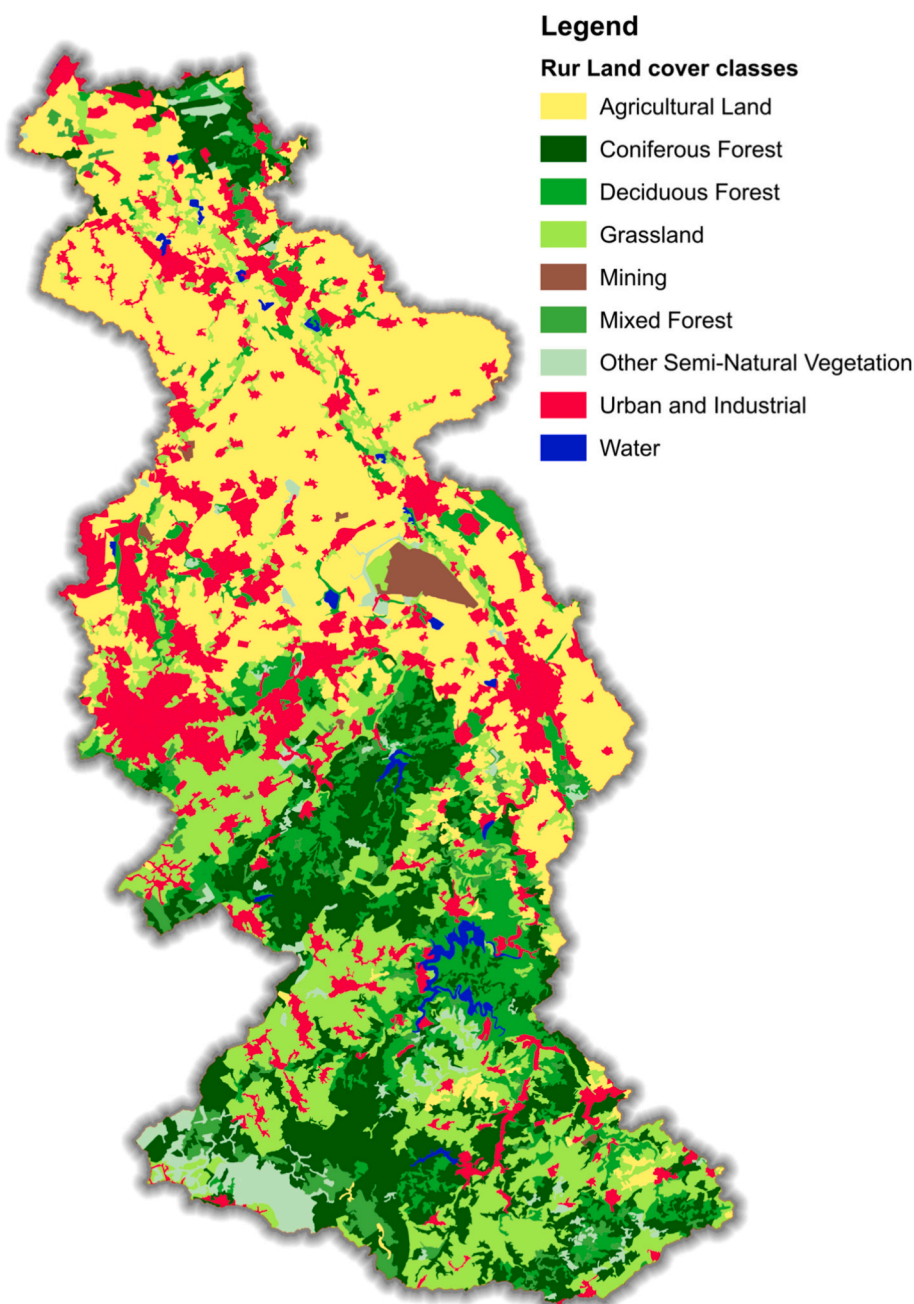 Legend
Rur Land cover classes
Agricultural Land
Coniferous Forest
Deciduous Forest
Grassland
Mining
Mixed Forest
Other Semi-Natural Vegetation
Urban and Industrial
Water